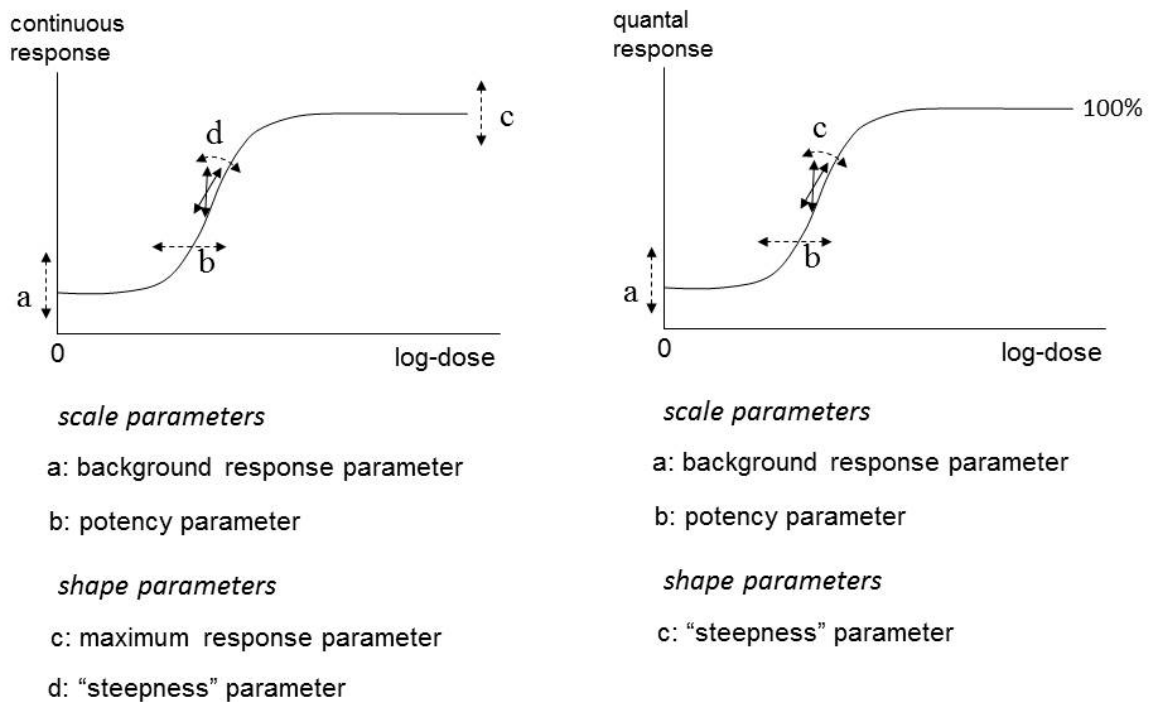 continuous
response
d
c
b
a
0
log-dose
scale parameters
a: background response parameter
b: potency parameter
shape parameters
c: maximum response parameter
d: “steepness” parameter
quantal
response
100%
c
b
a
0
log-dose
scale parameters
a: background response parameter
b: potency parameter
shape parameters
c: “steepness” parameter